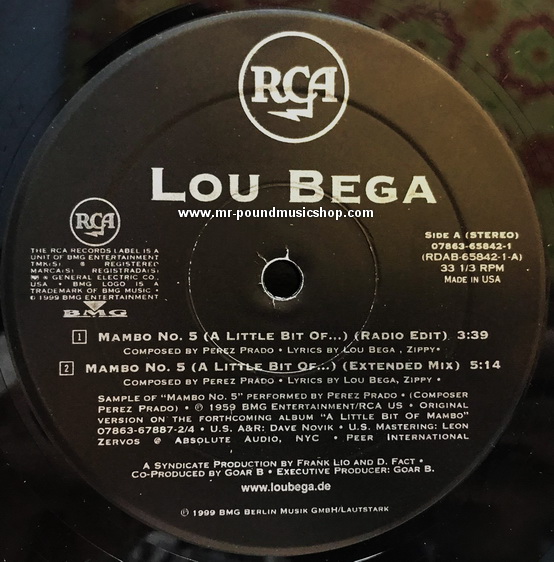 RCA
LOU BEGA
www.mr-poundmusicshop.com
RCA
THE RCA RECORDS LABEL IS A
UNIT OF BMG ENTERTAINMENT
TMK(S) ® REGISTERED
MARCA(S) REGISTRADA(S)
GENERAL ELECTRIC CO.,
USA • BMG LOGO IS A
TRADEMARK OF BMG MUSIC •
© 1999 BMG ENTERTAINMENT
BMG
SIDE A (STEREO)
07863-65842-1
(RDAB-65842-1-A)
33 1/3 RPM
MADE IN USA
1 MAMBO NO. 5 (A LITTLE BIT OF...) (RADIO EDIT) 3:39
COMPOSED BY PEREZ PRADO • LYRICS BY LOU BEGA , ZIPPY•
2 MAMBO NO. 5 (A LITTLE BIT OF...) (EXTENDED MIX) 5:14
COMPOSED BY PEREZ PRADO • LYRICS BY LOU BEGA, ZIPPY •
SAMPLE OF "MAMBO NO. 5" PERFORMED BY PEREZ PRADO • (COMPOSER
PEREZ PRADO) • ℗ 1959 BMG ENTERTAINMENT/RCA US • ORIGINAL
VERSION ON THE FORTHCOMING ALBUM "A LITTLE BIT OF MAMBO"
07863-67887-2/4 • U.S. A&R: DAVE NOVIK • U.S. MASTERING: LEON
ZERVOS @ ABSOLUTE AUDIO, NYC • PEER INTERNATIONAL
A SYNDICATE PRODUCTION BY FRANK LIO AND D. FACT •
CO-PRODUCED BY GOAR B • EXECUTIVE PRODUCER: GOAR B.
www.loubega.de
℗ 1999 BMG BERLIN MUSIK GMBH/LAUTSTARK